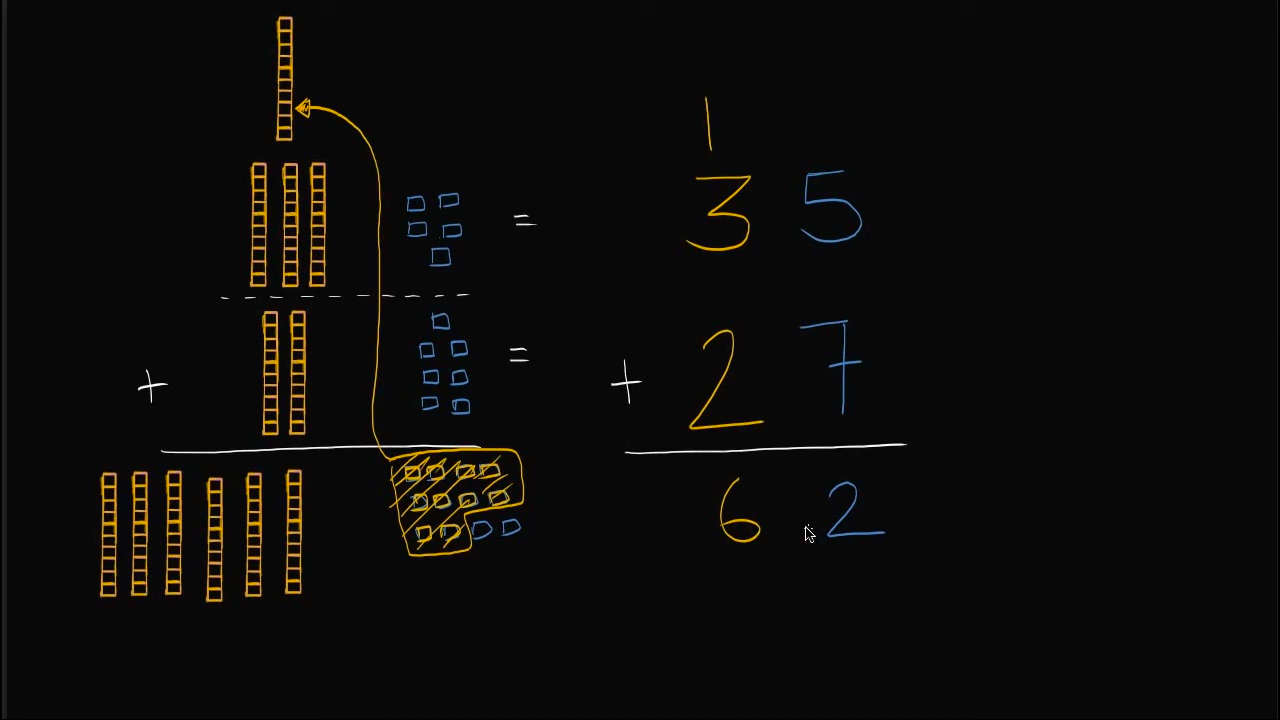 1
= 3 5
+ = + 2 7
6 2